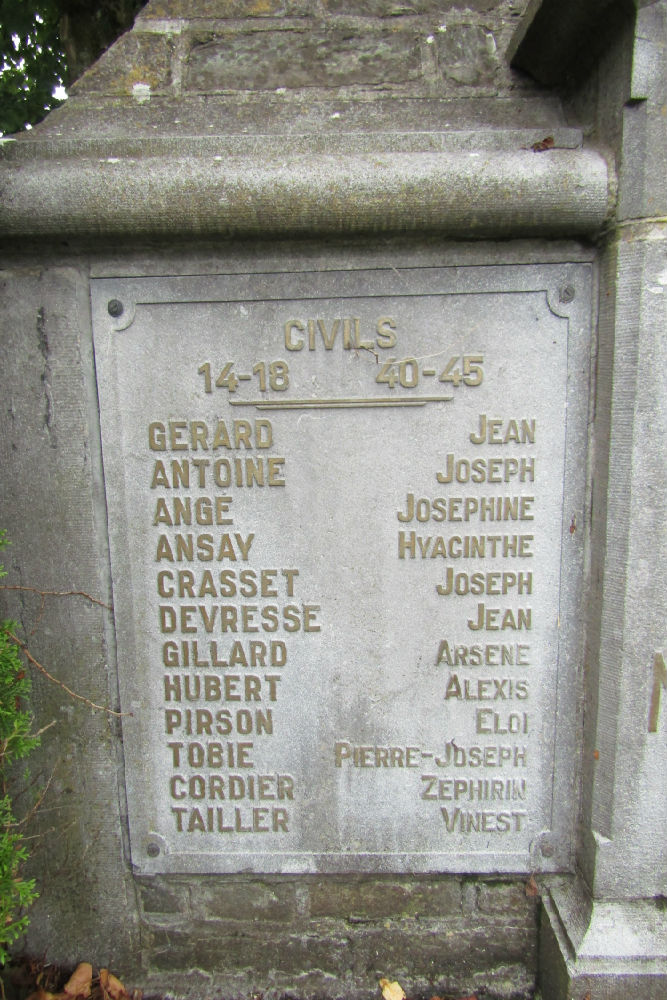 CIVILS
14-18 40-45
GERARD JEAN
ANTOINE JOSEPH
ANGÉ JOSEPHINE
ANSAY HYACINTHE
CRASSET JOSEPH
DEVRESSE JEAN
GILLARD ARSENE
HUBERT ALEXIS
PIRSON ELOI
TOBIE PIERRE-JOSEPH
CORDIER ZEPHIRIN
TAILLER VINEST